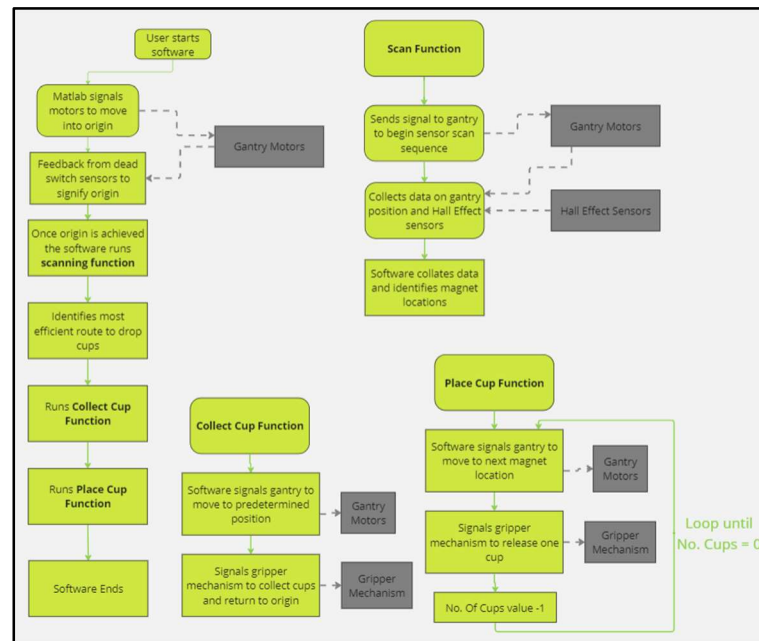 User starts
software
Matlab signals
motors to move
into origin
Gantry Motors
Feedback from dead
switch sensors to
signify origin
Once origin is achieved
the software runs
scanning function
Identifies most
efficient route to drop
cups
Runs Collect Cup
Function
Runs Place Cup
Function
Software Ends
Scan Function
Sends signal to gantry
to begin sensor scan
sequence
Gantry Motors
Collects data on gantry
position and Hall Effect
sensors
Hall Effect Sensors
Software collates data
and identifies magnet
locations
Collect Cup Function
Software signals gantry to
move to predetermined
position
Gantry
Motors
Signals gripper
mechanism to collect cups
and return to origin
Gripper
Mechanism
Place Cup Function
Software signals gantry to
move to next magnet
location
Gantry
Motors
Signals gripper
mechanism to release one
cup
Gripper
Mechanism
No. Of Cups value -1
Loop until
No. Cups = 0